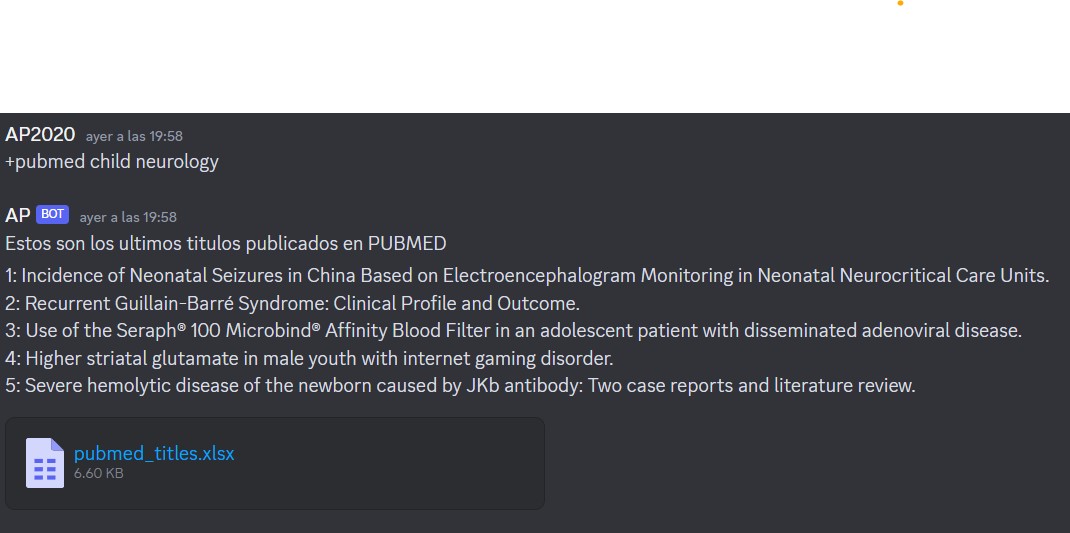 AP2020 ayer a las 19:58
+pubmed child neurology
AP BOT ayer a las 19:58
Estos son los ultimos titulos publicados en PUBMED
1: Incidence of Neonatal Seizures in China Based on Electroencephalogram Monitoring in Neonatal Neurocritical Care Units.
2: Recurrent Guillain-Barré Syndrome: Clinical Profile and Outcome.
3: Use of the Seraph® 100 Microbind® Affinity Blood Filter in an adolescent patient with disseminated adenoviral disease.
4: Higher striatal glutamate in male youth with internet gaming disorder.
5: Severe hemolytic disease of the newborn caused by JKb antibody: Two case reports and literature review.
pubmed_titles.xlsx
6.60 KB